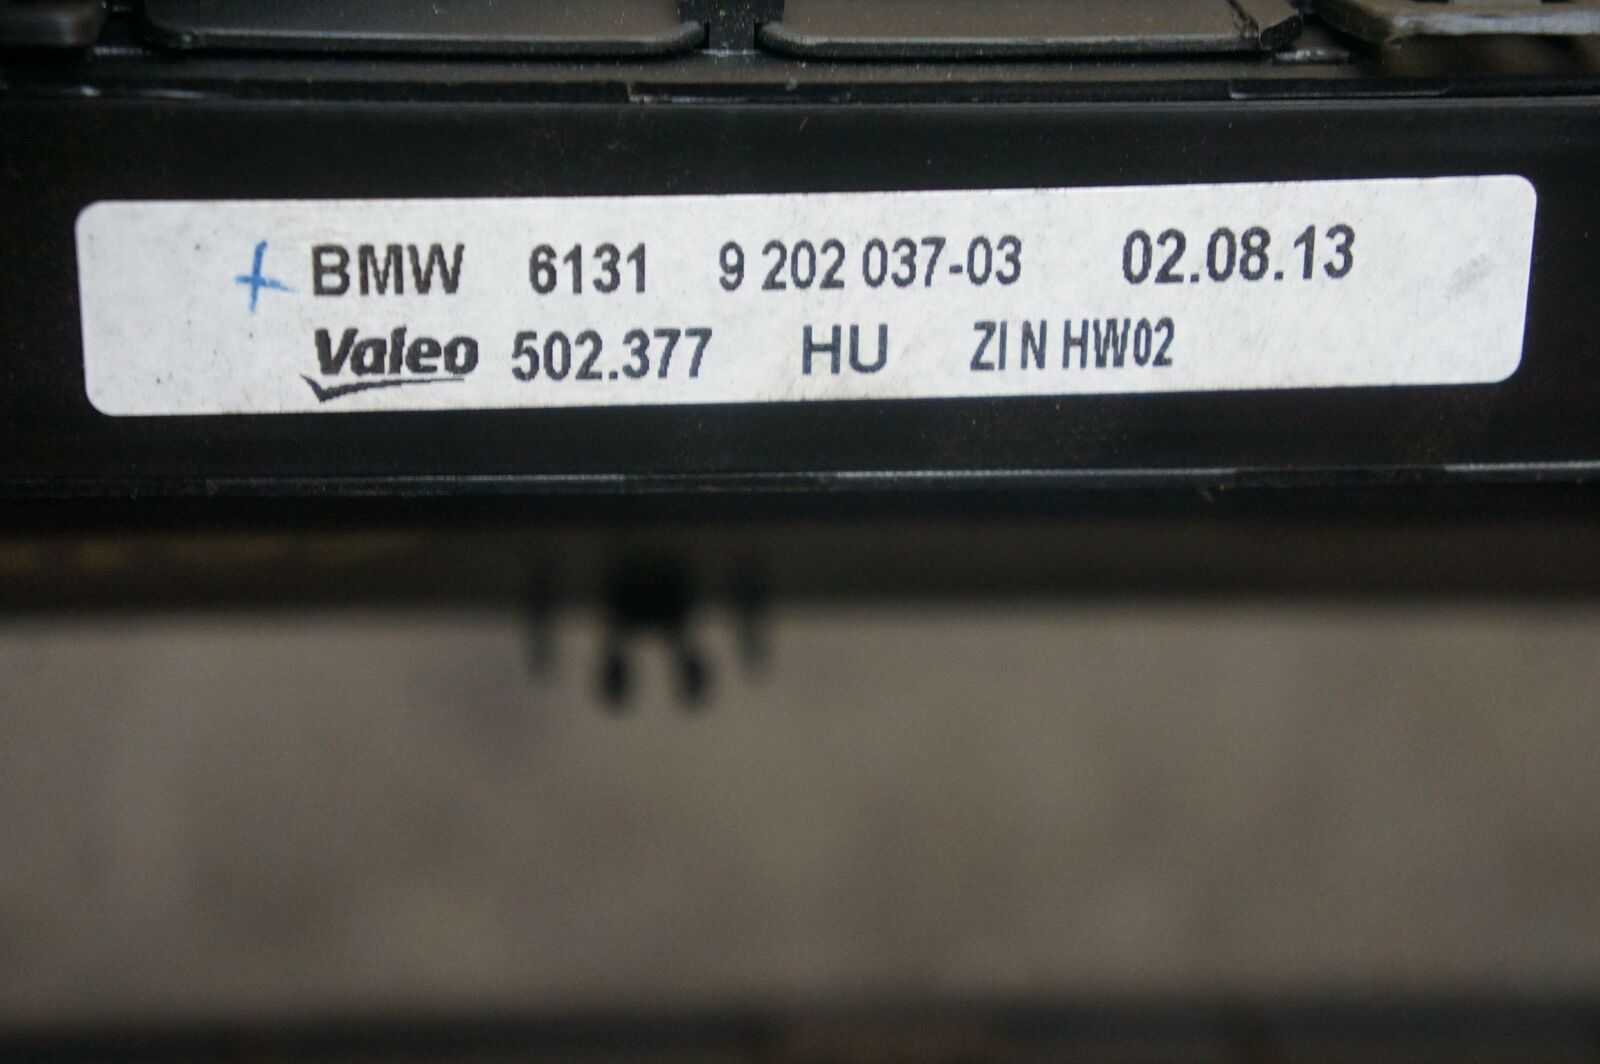 + BMW 6131 9 202 037-03 02.08.13
Valeo 502.377 HU ZI N HW02